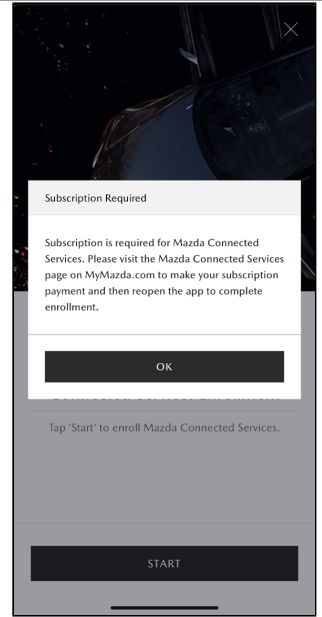 Subscription Required
Subscription is required for Mazda Connected
Services. Please visit the Mazda Connected Services
page on MyMazda.com to make your subscription
payment and then reopen the app to complete
enrollment.
OK
Tap ‘Start’ to enroll Mazda Connected Services.
START